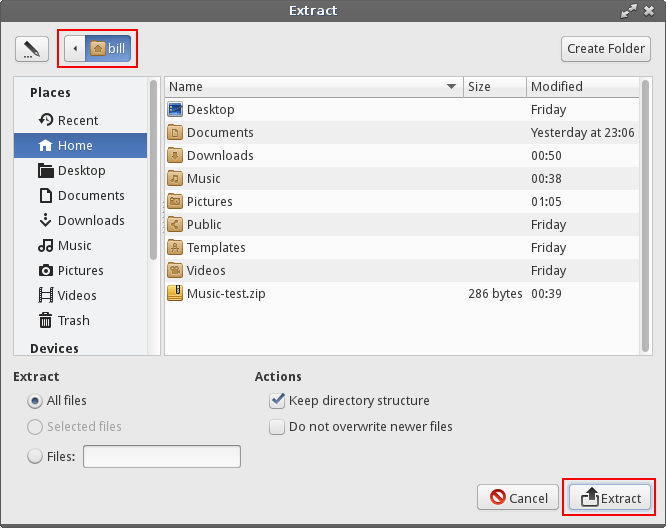 Extract
bill
Create Folder
Places
Recent
Home
Desktop
Documents
Downloads
Music
Pictures
Videos
Trash
Devices
Name Size Modified
Desktop Friday
Documents Yesterday at 23:06
Downloads 00:50
Music 00:38
Pictures 01:05
Public Friday
Templates Friday
Videos Friday
Music-test.zip 286 bytes 00:39
Extract
All files
Selected files
Files:
Actions
Keep directory structure
Do not overwrite newer files
Cancel
Extract